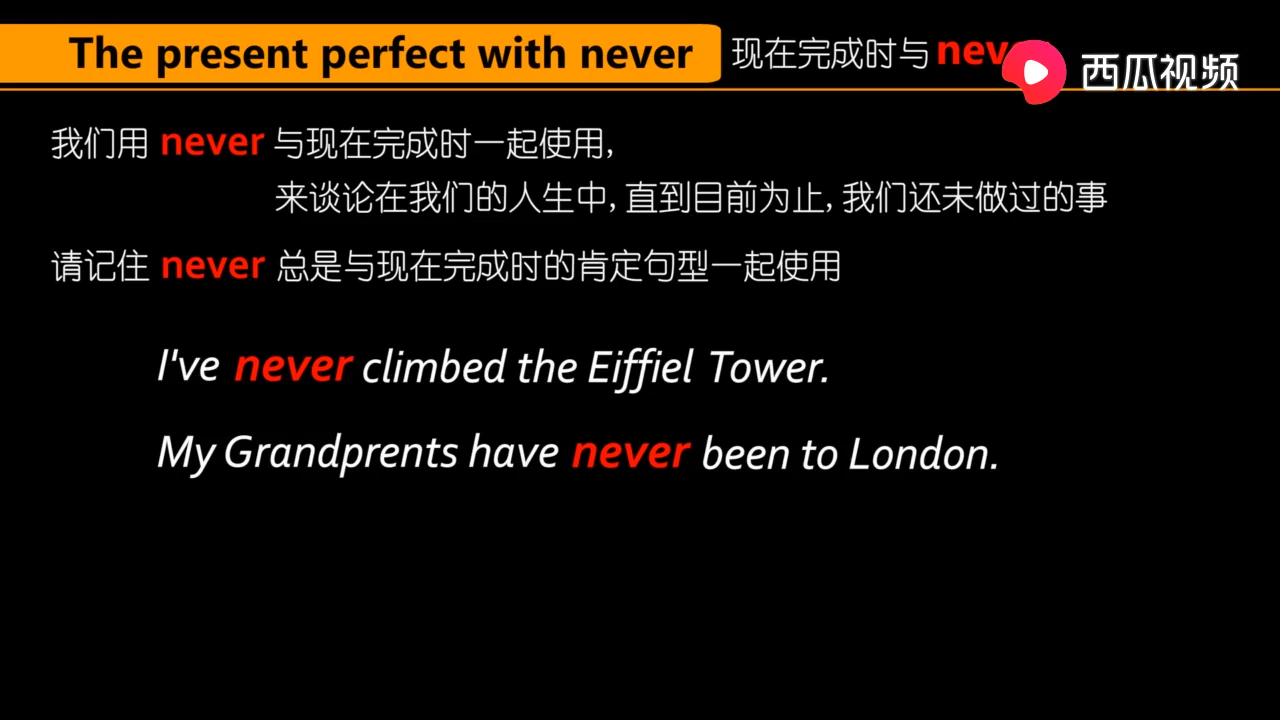 The present perfect with never 现在完成时与 nev
西瓜视频
我们用 never 与现在完成时一起使用,
来谈论在我们的人生中, 直到目前为止, 我们还未做过的事
请记住 never 总是与现在完成时的肯定句型一起使用
I've never climbed the Eiffiel Tower.
My Grandprents have never been to London.